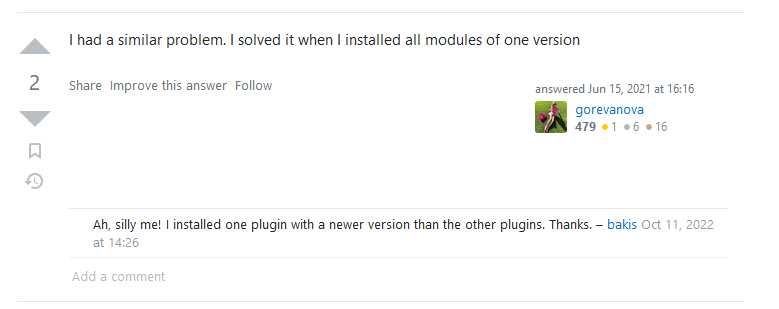 I had a similar problem. I solved it when I installed all modules of one version
2
Share Improve this answer Follow
answered Jun 15, 2021 at 16:16
gorevanova
479 1 6 16
Ah, silly me! I installed one plugin with a newer version than the other plugins. Thanks. – bakis Oct 11, 2022
at 14:26
Add a comment